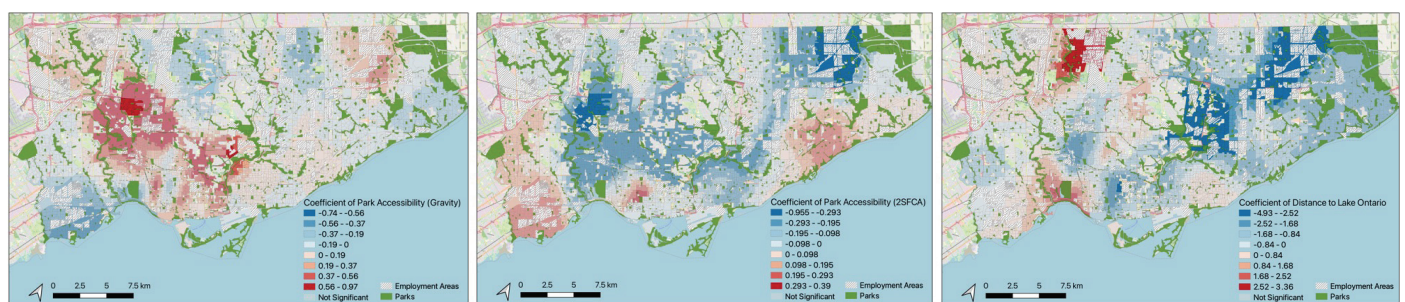 Coefficient of Park Accessibility (Gravity)
-0.74 - -0.56
-0.56 - -0.37
-0.37 - -0.19
-0.19 - 0
0 - 0.19
0.19 - 0.37
0.37 - 0.56
0.56 - 0.97
Not Significant
Employment Areas
Parks
0 2.5 5 7.5 km
Coefficient of Park Accessibility (2SFCA)
-0.955 - -0.293
-0.293 - -0.195
-0.195 - -0.098
-0.098 - 0
0 - 0.098
0.098 - 0.195
0.195 - 0.293
0.293 - 0.39
Not Significant
Employment Areas
Parks
0 2.5 5 7.5 km
Coefficient of Distance to Lake Ontario
-4.93 - -2.52
-2.52 - -1.68
-1.68 - -0.84
-0.84 - 0
0 - 0.84
0.84 - 1.68
1.68 - 2.52
2.52 - 3.36
Not Significant
Employment Areas
Parks
0 2.5 5 7.5 km